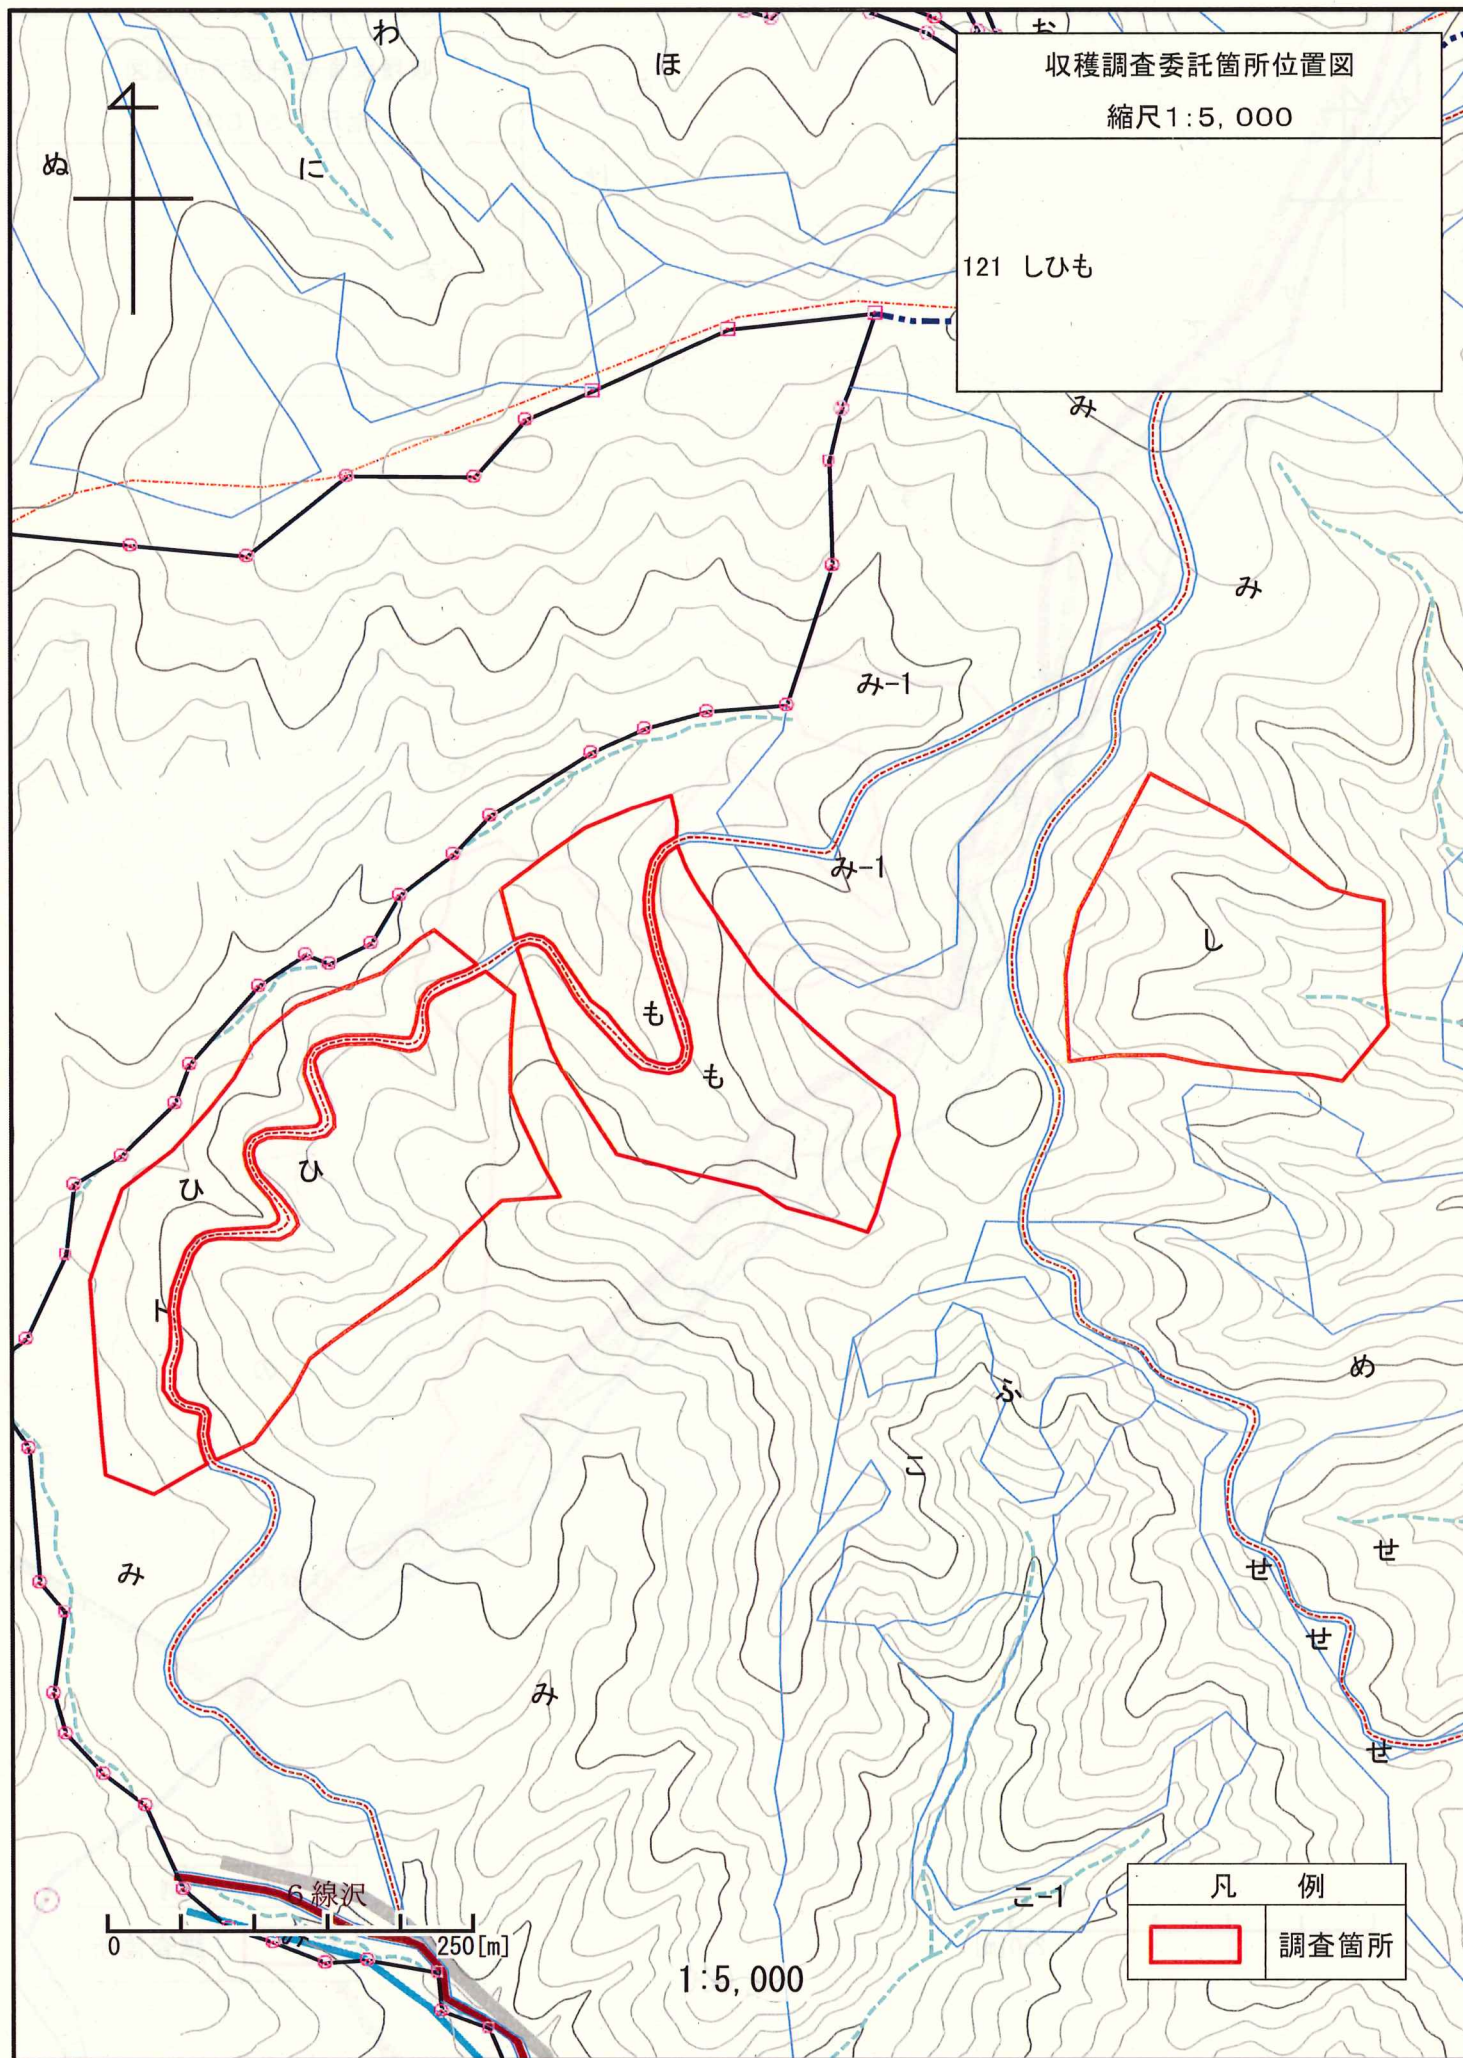 わ
お
ほ
収穫調査委託箇所位置図
縮尺1:5,000
ぬ
に
121 しひも
み
み
み-1
み-1
し
も
も
ひ
ひ
ト
め
ふ
こ
せ
み
せ
せ
み
せ
6線沢
こ-1
凡 例
調査箇所
0 250[m]
み
1:5,000